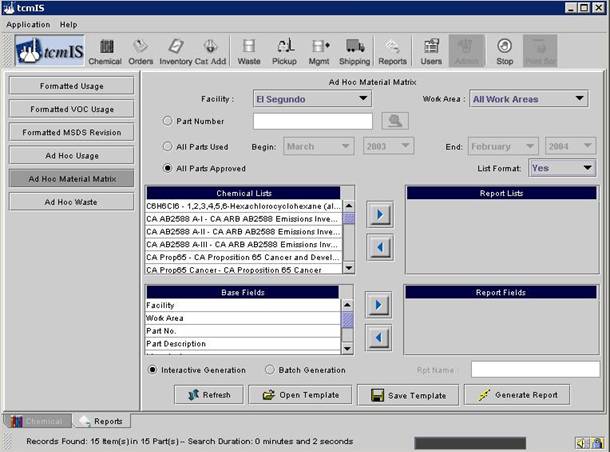 tcmIS
Application Help
tcmIS Chemical Orders Inventory Cat Add Waste Pickup Mgmt Shipping Reports Users Admin Stop Print Scr
Formatted Usage
Formatted VOC Usage
Formatted MSDS Revision
Ad Hoc Usage
Ad Hoc Material Matrix
Ad Hoc Waste
Ad Hoc Material Matrix
Facility : El Segundo Work Area : All Work Areas
Part Number
All Parts Used Begin: March 2003 End: February 2004
All Parts Approved List Format: Yes
Chemical Lists Report Lists
C6H6Cl6 - 1,2,3,4,5,6-Hexachlorocyclohexane (al...
CA AB2588 A-I - CA ARB AB2588 Emissions Inve...
CA AB2588 A-II - CA ARB AB2588 Emissions Inve...
CA AB2588 A-III - CA ARB AB2588 Emissions Inv...
CA Prop65 - CA Proposition 65 Cancer and Devel...
CA Prop65 Cancer - CA Proposition 65 Cancer
Base Fields Report Fields
Facility
Work Area
Part No.
Part Description
Interactive Generation Batch Generation Rpt Name :
Refresh Open Template Save Template Generate Report
Chemical Reports
Records Found: 15 Item(s) in 15 Part(s) -- Search Duration: 0 minutes and 2 seconds